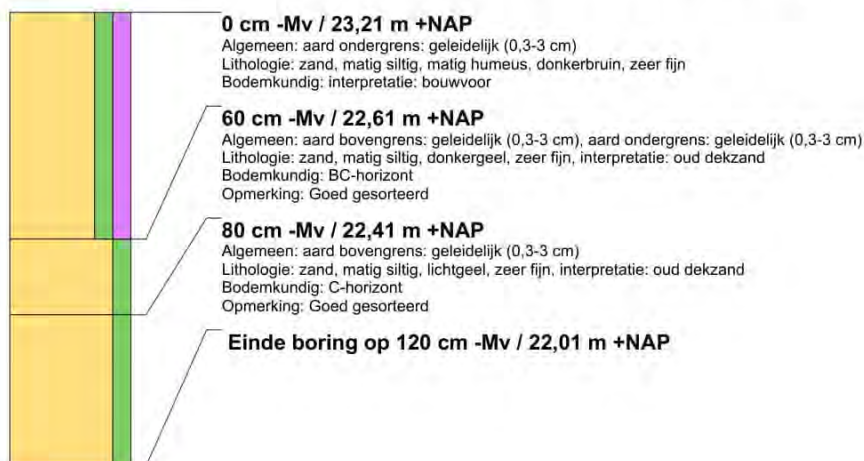 0 cm -Mv / 23,21 m +NAP
Algemeen: aard ondergrens: geleidelijk (0,3-3 cm)
Lithologie: zand, matig siltig, matig humeus, donkerbruin, zeer fijn
Bodemkundig: interpretatie: bouwvoor
60 cm -Mv / 22,61 m +NAP
Algemeen: aard bovengrens: geleidelijk (0,3-3 cm), aard ondergrens: geleidelijk (0,3-3 cm)
Lithologie: zand, matig siltig, donkergeel, zeer fijn, interpretatie: oud dekzand
Bodemkundig: BC-horizont
Opmerking: Goed gesorteerd
80 cm -Mv / 22,41 m +NAP
Algemeen: aard bovengrens: geleidelijk (0,3-3 cm)
Lithologie: zand, matig siltig, lichtgeel, zeer fijn, interpretatie: oud dekzand
Bodemkundig: C-horizont
Opmerking: Goed gesorteerd
Einde boring op 120 cm -Mv / 22,01 m +NAP